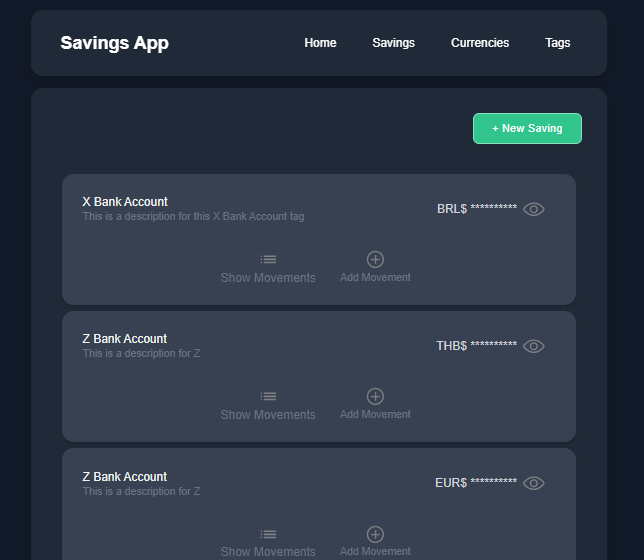 Savings App
Home Savings Currencies Tags
+ New Saving
X Bank Account
This is a description for this X Bank Account tag
BRL$ **********
Show Movements Add Movement
Z Bank Account
This is a description for Z
THB$ **********
Show Movements Add Movement
Z Bank Account
This is a description for Z
EUR$ **********
Show Movements Add Movement